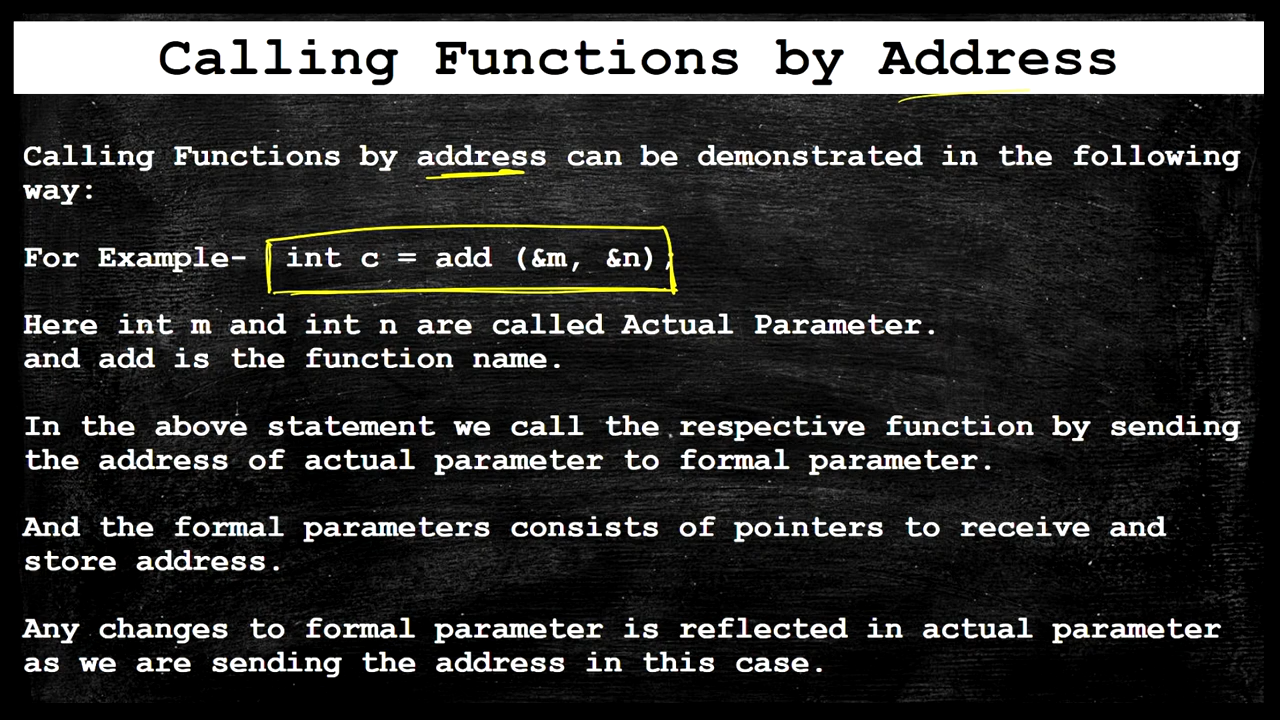 Calling Functions by Address
Calling Functions by address can be demonstrated in the following
way:
For Example- int c = add (&m, &n);
Here int m and int n are called Actual Parameter.
and add is the function name.
In the above statement we call the respective function by sending
the address of actual parameter to formal parameter.
And the formal parameters consists of pointers to receive and
store address.
Any changes to formal parameter is reflected in actual parameter
as we are sending the address in this case.